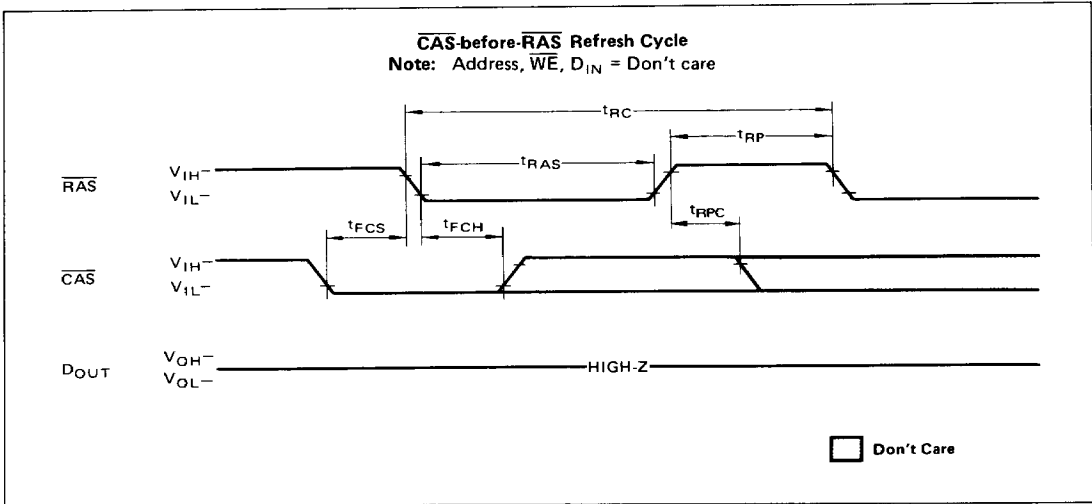 CAS-before-RAS Refresh Cycle
Note: Address, WE, DIN = Don't care
tRC
tRP
tRAS
RAS
VIH
VIL
tRPC
tFCS
tFCH
CAS
VIH
VIL
DOUT
VOH
VOL
HIGH-Z
Don't Care